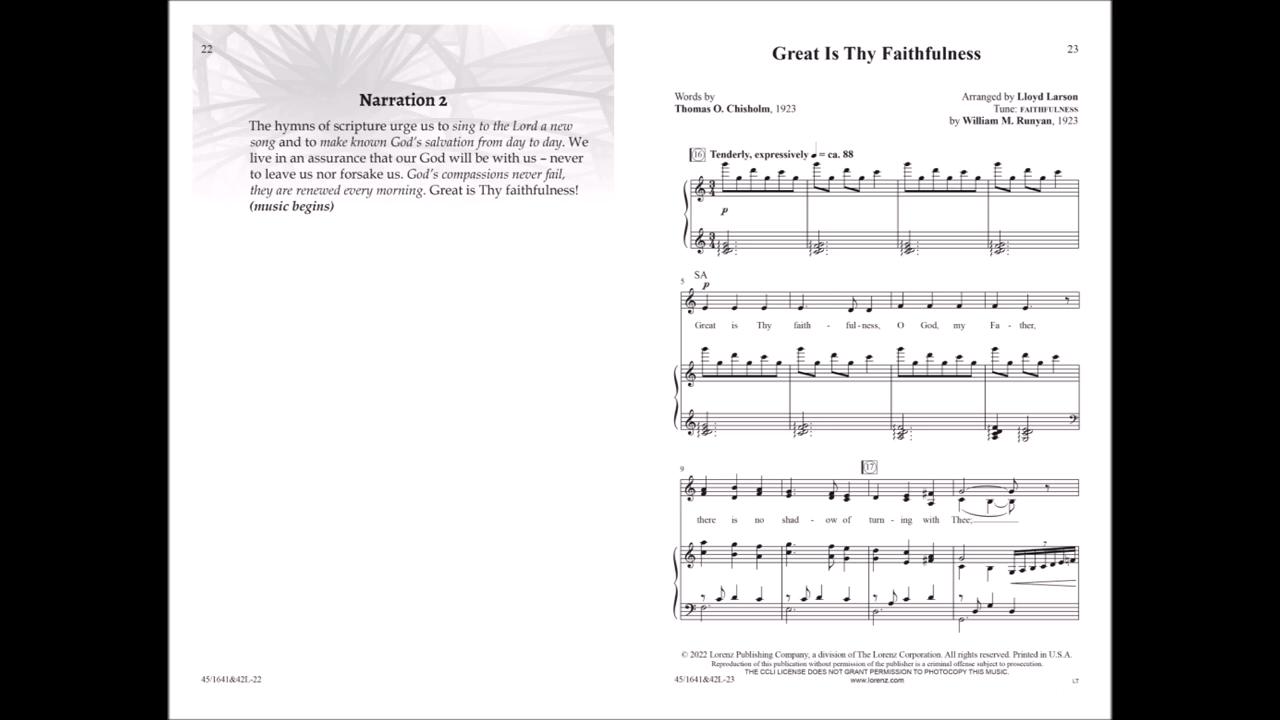 22
Narration 2
The hymns of scripture urge us to sing to the Lord a new
song and to make known God's salvation from day to day. We
live in an assurance that our God will be with us – never
to leave us nor forsake us. God's compassions never fail,
they are renewed every morning. Great is Thy faithfulness!
(music begins)
45/1641&42L-22
Great Is Thy Faithfulness
23
Words by
Thomas O. Chisholm, 1923
Arranged by Lloyd Larson
Tune: FAITHFULNESS
by William M. Runyan, 1923
16 Tenderly, expressively ♩ = ca. 88
3 4
p
3 4
SA
5
p
Great is Thy faith - ful - ness, O God, my Fa - ther,
9
17
there is no shad - ow of turn - ing with Thee;
7
© 2022 Lorenz Publishing Company, a division of The Lorenz Corporation. All rights reserved. Printed in U.S.A.
Reproduction of this publication without permission of the publisher is a criminal offense subject to prosecution.
THE CCLI LICENSE DOES NOT GRANT PERMISSION TO PHOTOCOPY THIS MUSIC.
45/1641&42L-23
www.lorenz.com
LT